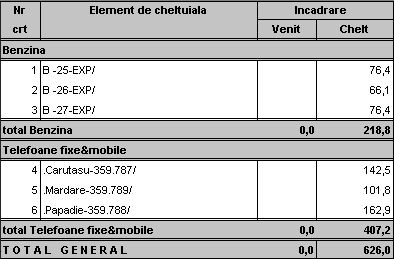 Nr crt Element de cheltuiala Incadrare
Venit Chelt
Benzina
1 B -25-EXP/ 76,4
2 B -26-EXP/ 66,1
3 B -27-EXP/ 76,4
total Benzina 0,0 218,8
Telefoane fixe&mobile
4 .Carutasu-359.787/ 142,5
5 .Mardare-359.789/ 101,8
6 .Papadie-359.788/ 162,9
total Telefoane fixe&mobile 0,0 407,2
T O T A L G E N E R A L 0,0 626,0